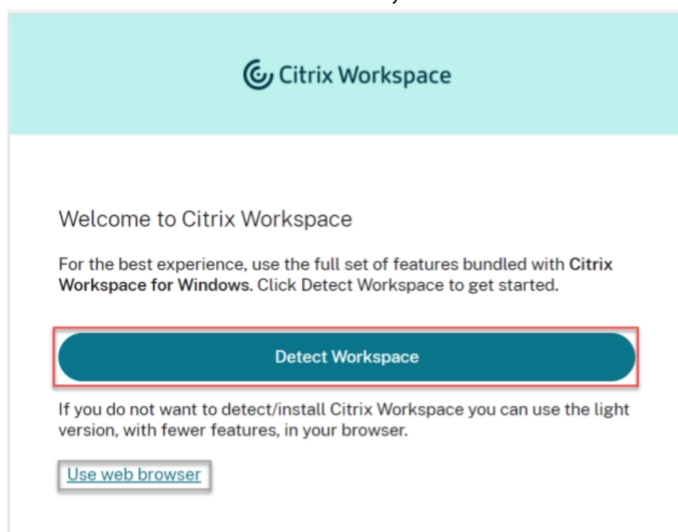 Citrix Workspace
Welcome to Citrix Workspace
For the best experience, use the full set of features bundled with Citrix
Workspace for Windows. Click Detect Workspace to get started.
Detect Workspace
If you do not want to detect/install Citrix Workspace you can use the light
version, with fewer features, in your browser.
Use web browser